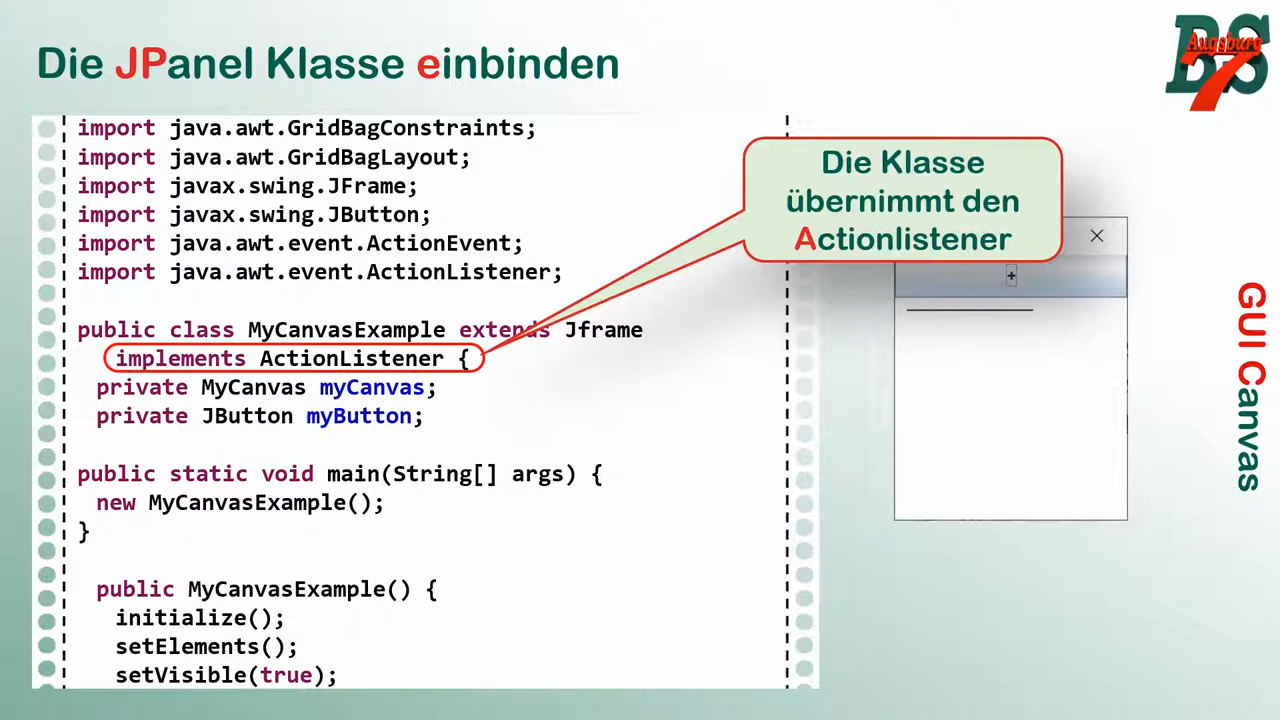 Die JPanel Klasse einbinden
BS
Augsburg
7
import java.awt.GridBagConstraints;
import java.awt.GridBagLayout;
import javax.swing.JFrame;
import javax.swing.JButton;
import java.awt.event.ActionEvent;
import java.awt.event.ActionListener;
public class MyCanvasExample extends Jframe
implements ActionListener {
private MyCanvas myCanvas;
private JButton myButton;
public static void main(String[] args) {
new MyCanvasExample();
}
public MyCanvasExample() {
initialize();
setElements();
setVisible(true);
Die Klasse
übernimmt den
Actionlistener
+
GUI Canvas